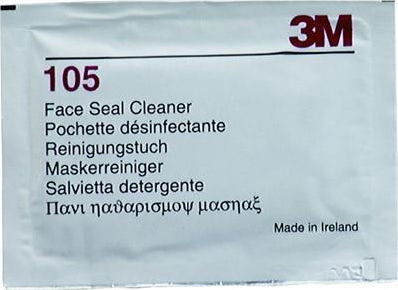 3M
105
Face Seal Cleaner
Pochette désinfectante
Reinigungstuch
Maskerreiniger
Salvietta detergente
Πανι ηαϑαρισμοψ μασηαξ
Made in Ireland